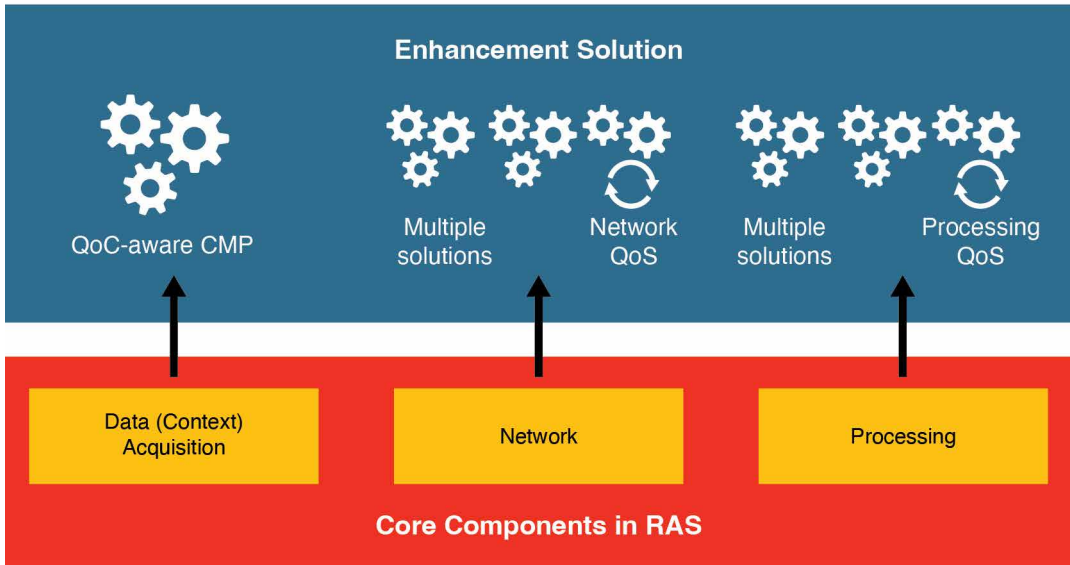 Enhancement Solution
QoC-aware CMP
Multiple
solutions
Network
QoS
Multiple
solutions
Processing
QoS
Data (Context)
Acquisition
Network
Processing
Core Components in RAS